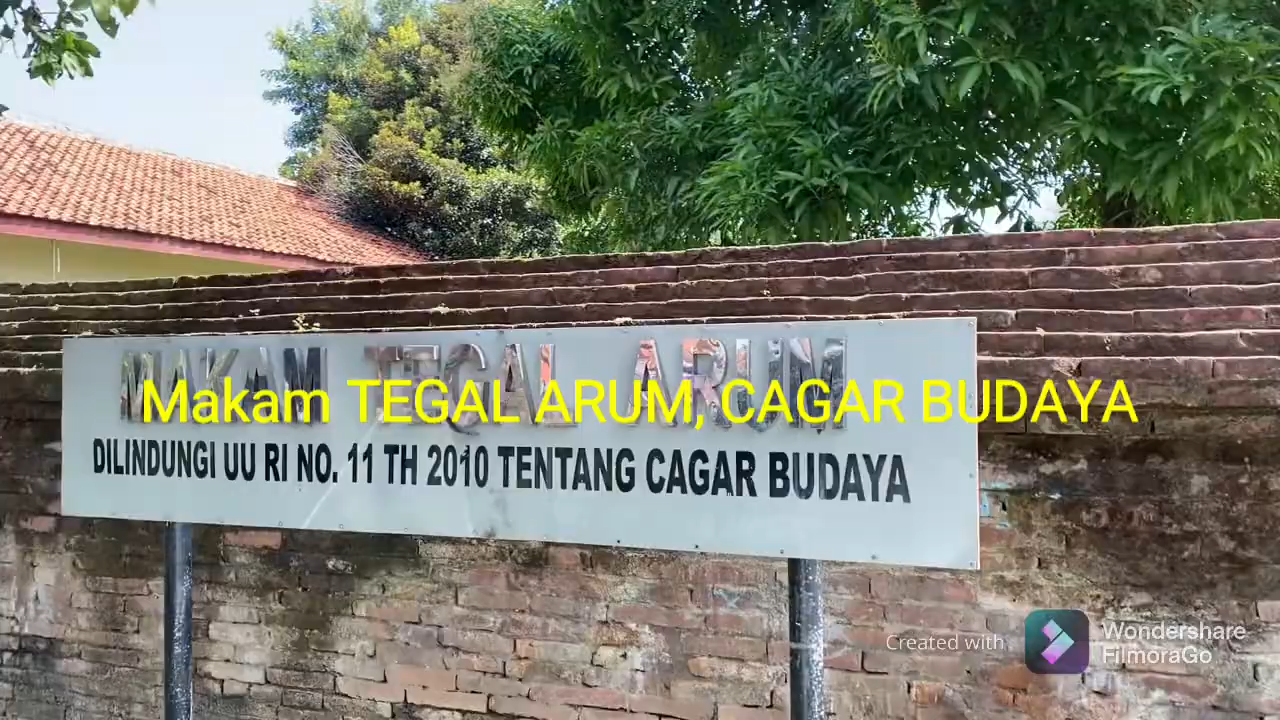 MAKAM TEGAL ARUM
Makam TEGAL ARUM, CAGAR BUDAYA
DILINDUNGI UU RI NO. 11 TH 2010 TENTANG CAGAR BUDAYA
Created with
Wondershare
FilmoraGo